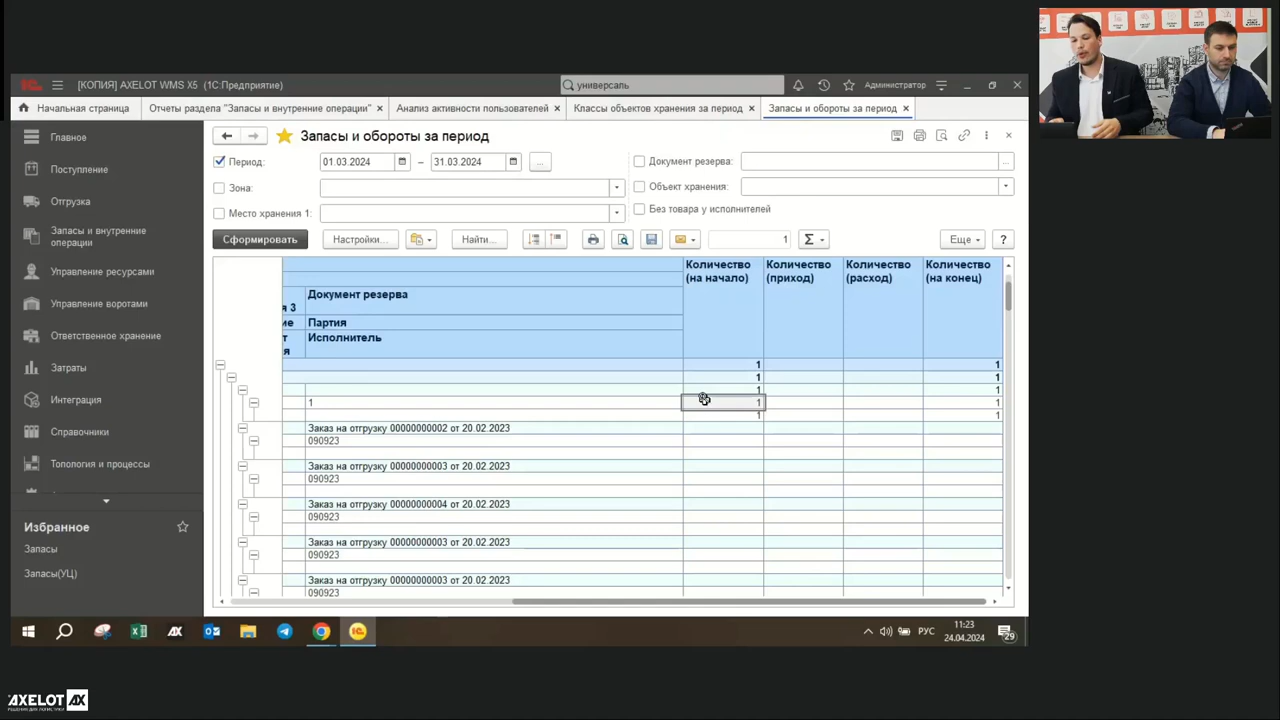 [КОПИЯ] AXELOT WMS X5 (1С:Предприятие)
универсаль
Администратор
Начальная страница
Отчеты раздела "Запасы и внутренние операции"
Анализ активности пользователей
Классы объектов хранения за период
Запасы и обороты за период
Главное
Поступление
Отгрузка
Запасы и внутренние
операции
Управление ресурсами
Управление воротами
Ответственное хранение
Затраты
Интеграция
Справочники
Топология и процессы
Избранное
Запасы
Запасы(УЦ)
Запасы и обороты за период
Период: 01.03.2024 – 31.03.2024 ...
Документ резерва:
Зона:
Объект хранения:
Место хранения 1:
Без товара у исполнителей
Сформировать
Настройки...
Найти...
1
Σ
Еще
?
Количество
(на начало)
Количество
(приход)
Количество
(расход)
Количество
(на конец)
Документ резерва
я 3
ие Партия
т Исполнитель
я
1 1
1 1
1 1
1 1 1
1 1
Заказ на отгрузку 00000000002 от 20.02.2023
090923
Заказ на отгрузку 00000000003 от 20.02.2023
090923
Заказ на отгрузку 00000000004 от 20.02.2023
090923
Заказ на отгрузку 00000000003 от 20.02.2023
090923
Заказ на отгрузку 00000000003 от 20.02.2023
090923
РУС
11:23
24.04.2024
29
AXELOT AX